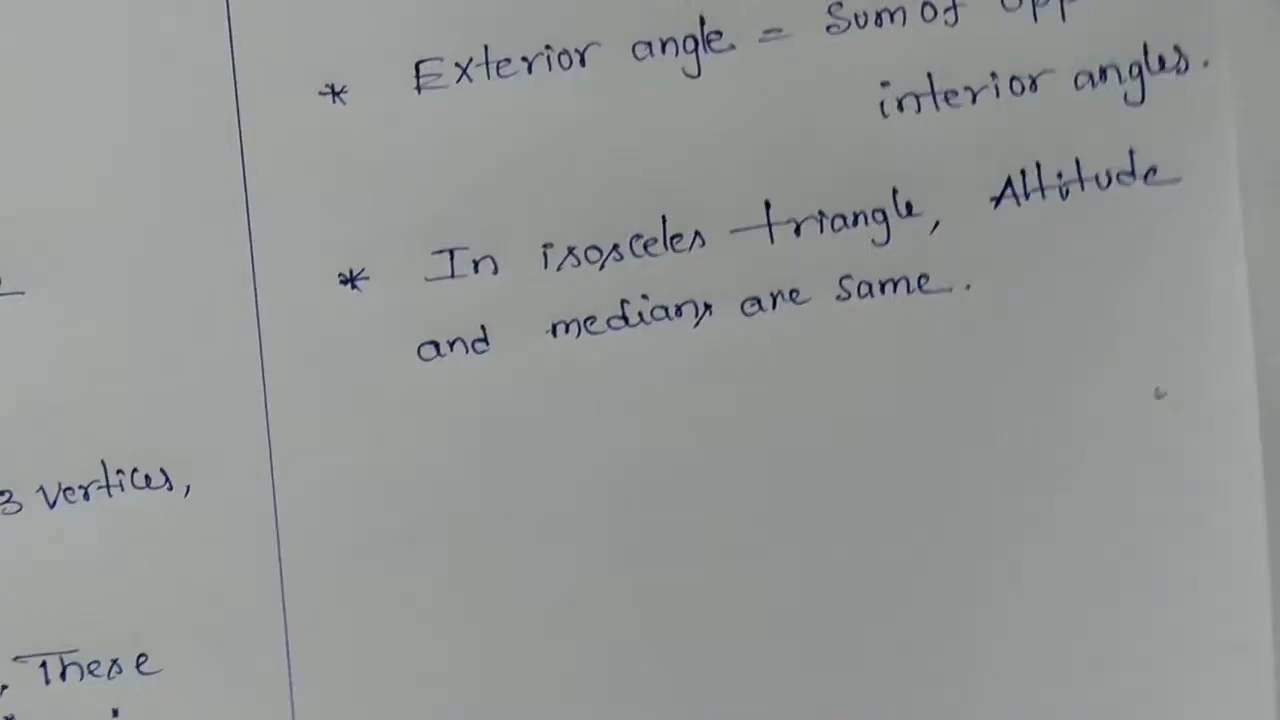 * Exterior angle = Sum of
interior angles.
* In isosceles triangle, Altitude
and medians are same.
3 vertices,
. These